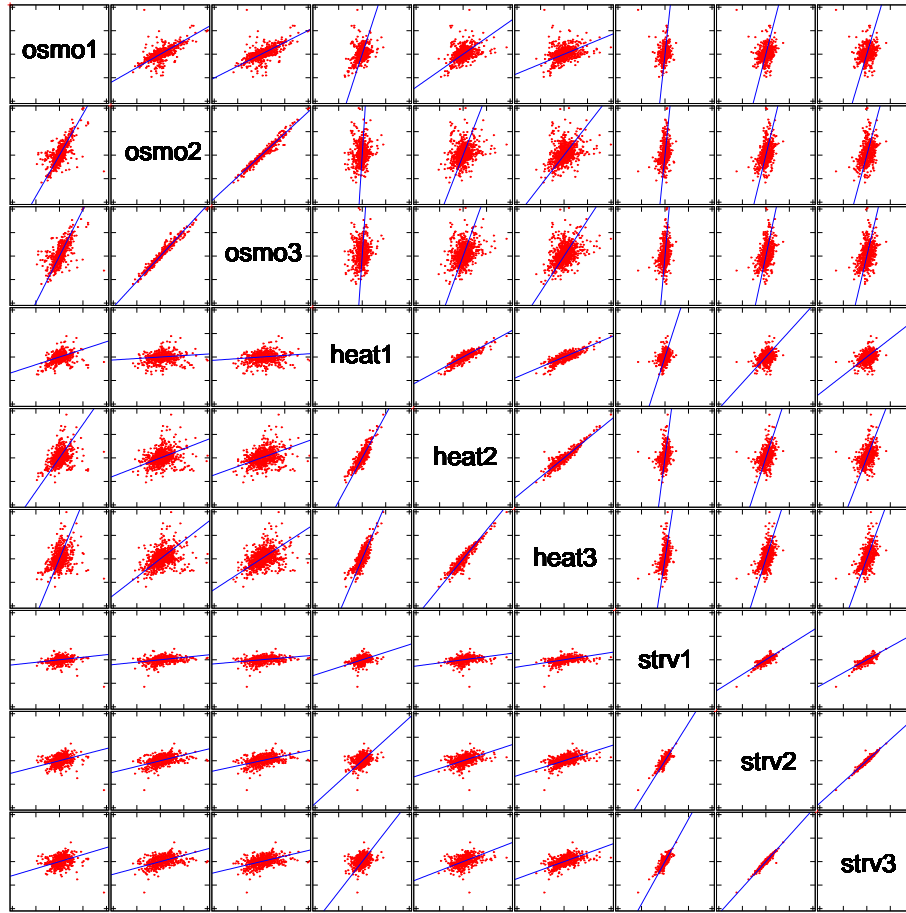 osmo1
osmo2
osmo3
heat1
heat2
heat3
strv1
strv2
strv3